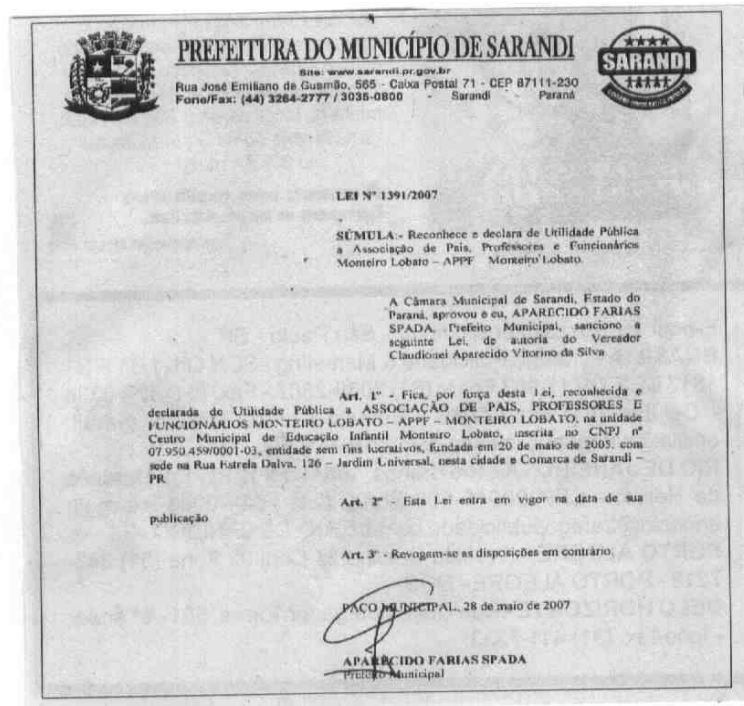 PREFEITURA DO MUNICÍPIO DE SARANDI
Site: www.sarandi.pr.gov.br
Rua José Emiliano de Gusmão, 565 - Caixa Postal 71 - CEP 87111-230
Fone/Fax: (44) 3264-2777 / 3035-0800 - Sarandi - Paraná
SARANDI
LEI Nº 1391/2007
SÚMULA:- Reconhece e declara de Utilidade Pública
a Associação de Pais, Professores e Funcionários
Monteiro Lobato – APPF Monteiro Lobato.
A Câmara Municipal de Sarandi, Estado do
Paraná, aprovou e eu, APARECIDO FARIAS
SPADA, Prefeito Municipal, sanciono a
seguinte Lei, de autoria do Vereador
Claudionei Aparecido Vitorino da Silva
Art. 1º - Fica, por força desta Lei, reconhecida e
declarada de Utilidade Pública a ASSOCIAÇÃO DE PAIS, PROFESSORES E
FUNCIONÁRIOS MONTEIRO LOBATO – APPF – MONTEIRO LOBATO, na unidade
Centro Municipal de Educação Infantil Monteiro Lobato, inscrita no CNPJ nº
07.950.459/0001-03, entidade sem fins lucrativos, fundada em 20 de maio de 2005, com
sede na Rua Estrela Dalva, 126 – Jardim Universal, nesta cidade e Comarca de Sarandi –
PR
Art. 2º - Esta Lei entra em vigor na data de sua
publicação
Art. 3º - Revogam-se as disposições em contrário
PAÇO MUNICIPAL, 28 de maio de 2007
APARECIDO FARIAS SPADA
Prefeito Municipal